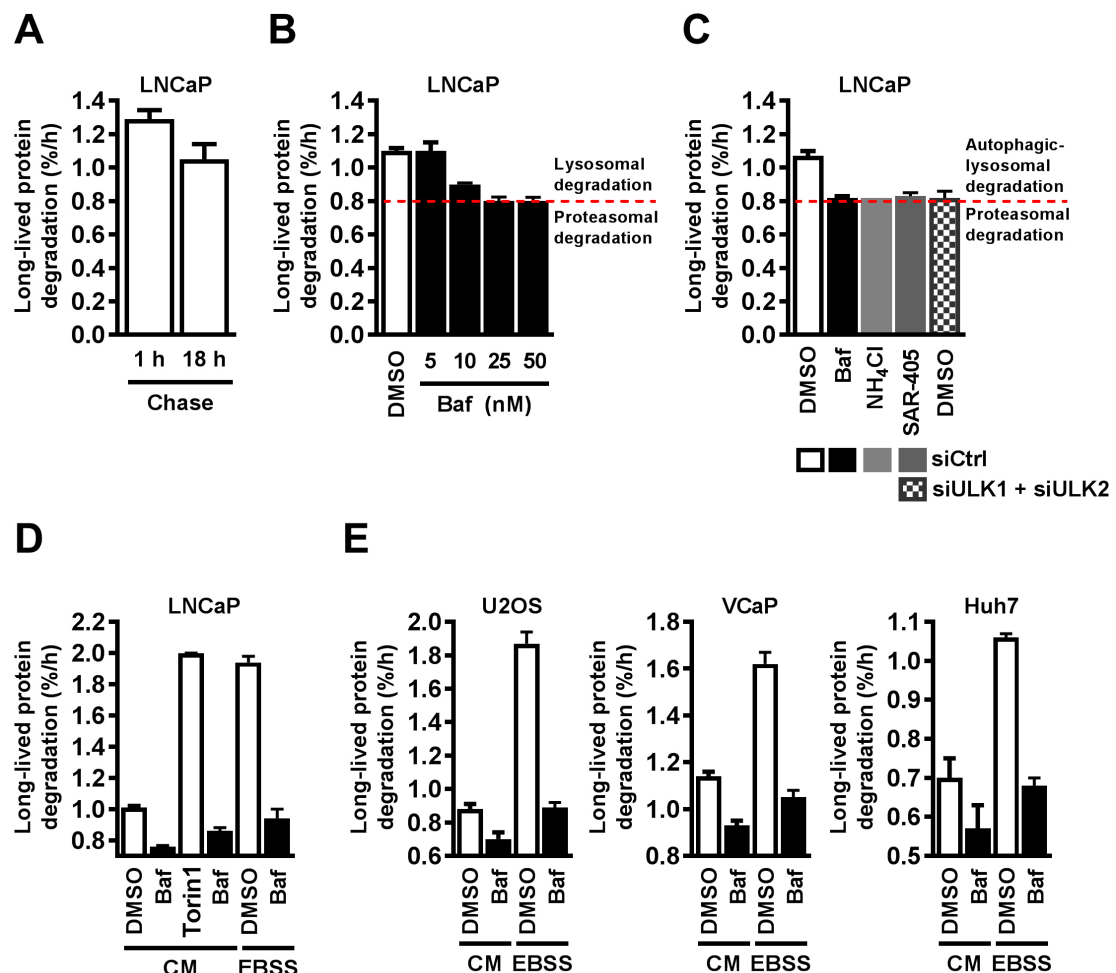 A
LNCaP
Long-lived protein
degradation (%/h)
1.4
1.2
1.0
0.8
0.6
0.4
0.2
0.0
1 h 18 h
Chase
B
LNCaP
Long-lived protein
degradation (%/h)
1.4
1.2
1.0
0.8
0.6
0.4
0.2
0.0
Lysosomal
degradation
Proteasomal
degradation
DMSO
5 10 25 50
Baf (nM)
C
LNCaP
Long-lived protein
degradation (%/h)
1.4
1.2
1.0
0.8
0.6
0.4
0.2
0.0
Autophagic-
lysosomal
degradation
Proteasomal
degradation
DMSO
Baf
NH4Cl
SAR-405
DMSO
siCtrl
siULK1 + siULK2
D
LNCaP
Long-lived protein
degradation (%/h)
2.2
2.0
1.8
1.6
1.4
1.2
1.0
0.8
DMSO
Baf
Torin1
Baf
DMSO
Baf
CM EBSS
E
U2OS
Long-lived protein
degradation (%/h)
2.0
1.8
1.6
1.4
1.2
1.0
0.8
0.6
DMSO
Baf
DMSO
Baf
CM EBSS
VCaP
Long-lived protein
degradation (%/h)
1.8
1.6
1.4
1.2
1.0
0.8
DMSO
Baf
DMSO
Baf
CM EBSS
Huh7
Long-lived protein
degradation (%/h)
1.1
1.0
0.9
0.8
0.7
0.6
0.5
DMSO
Baf
DMSO
Baf
CM EBSS